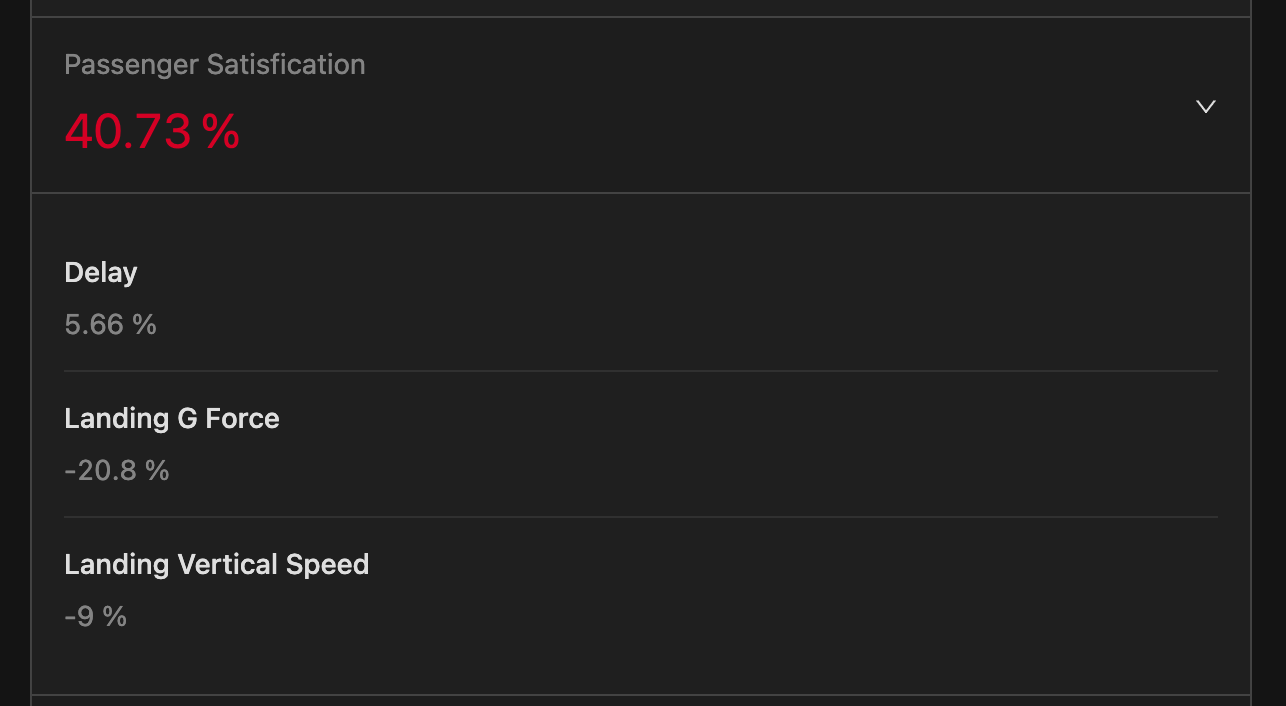 Passenger Satisfication
40.73 %
Delay
5.66 %
Landing G Force
-20.8 %
Landing Vertical Speed
-9 %